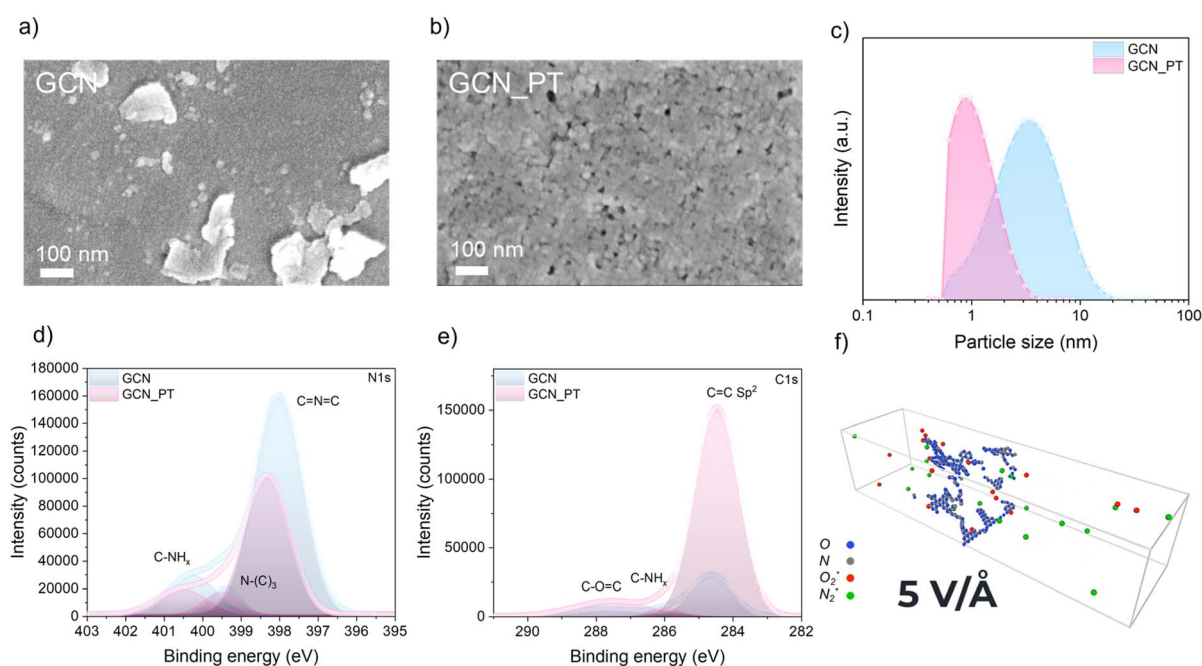 a)
GCN
100 nm
b)
GCN_PT
100 nm
c)
GCN
GCN_PT
Intensity (a.u.)
0.1
1
10
100
Particle size (nm)
d)
180000
160000
140000
120000
100000
80000
60000
40000
20000
0
Intensity (counts)
GCN
GCN_PT
N1s
C=N=C
C-NHₓ
N-(C)₃
403
402
401
400
399
398
397
396
395
Binding energy (eV)
e)
150000
100000
50000
0
Intensity (counts)
GCN
GCN_PT
C1s
C=C Sp²
C-O=C
C-NHₓ
290
288
286
284
282
Binding energy (eV)
f)
O
N
O₂*
N₂*
5 V/Å